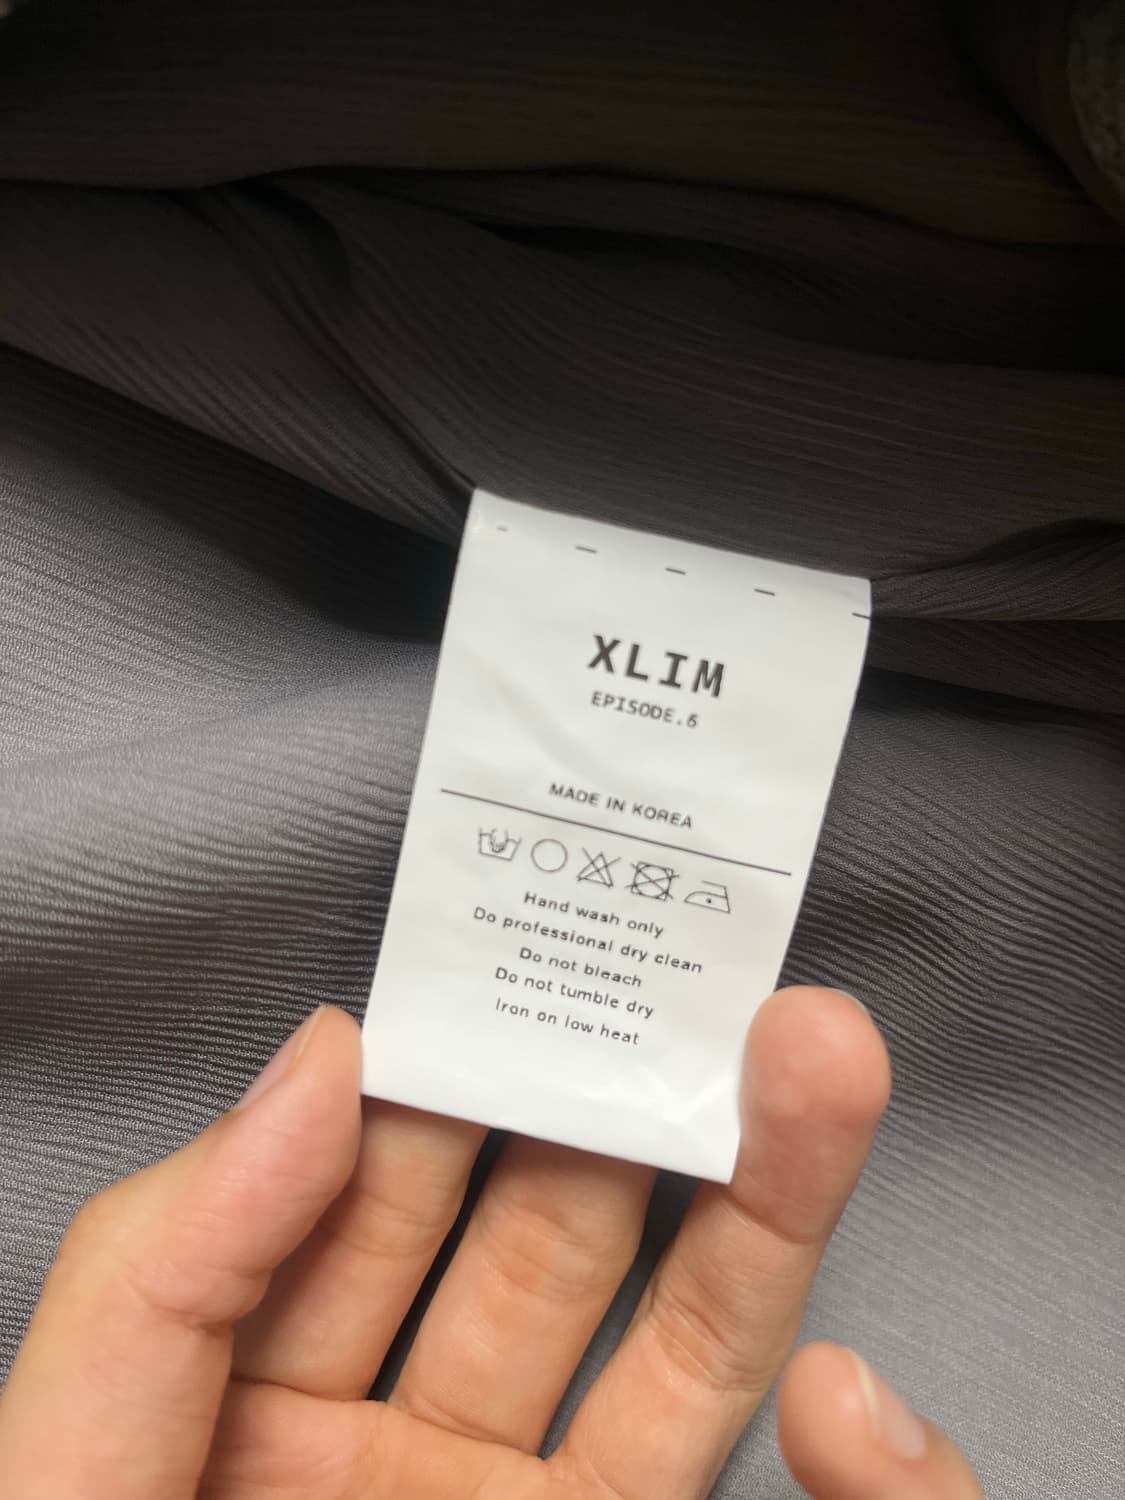 XLIM
EPISODE.6
MADE IN KOREA
Hand wash only
Do professional dry clean
Do not bleach
Do not tumble dry
Iron on low heat